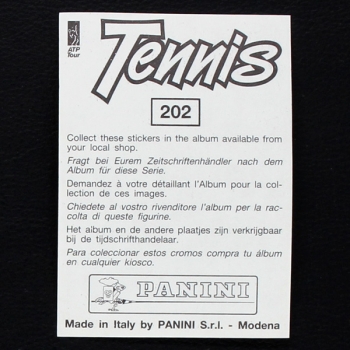 ATP
Tour
Tennis
202
Collect these stickers in the album available from
your local shop.
Fragt bei Eurem Zeitschriftenhändler nach dem
Album für diese Serie.
Demandez à votre détaillant l'Album pour la col-
lection de ces images.
Chiedete al vostro rivenditore l'album per la rac-
colta di queste figurine.
Het album en de andere plaatjes zijn verkrijgbaar
bij de tijdschrifthandelaar.
Para coleccionar estos cromos compra tu álbum
en cualquier kiosco.
PANINI
Made in Italy by PANINI S.r.l. - Modena